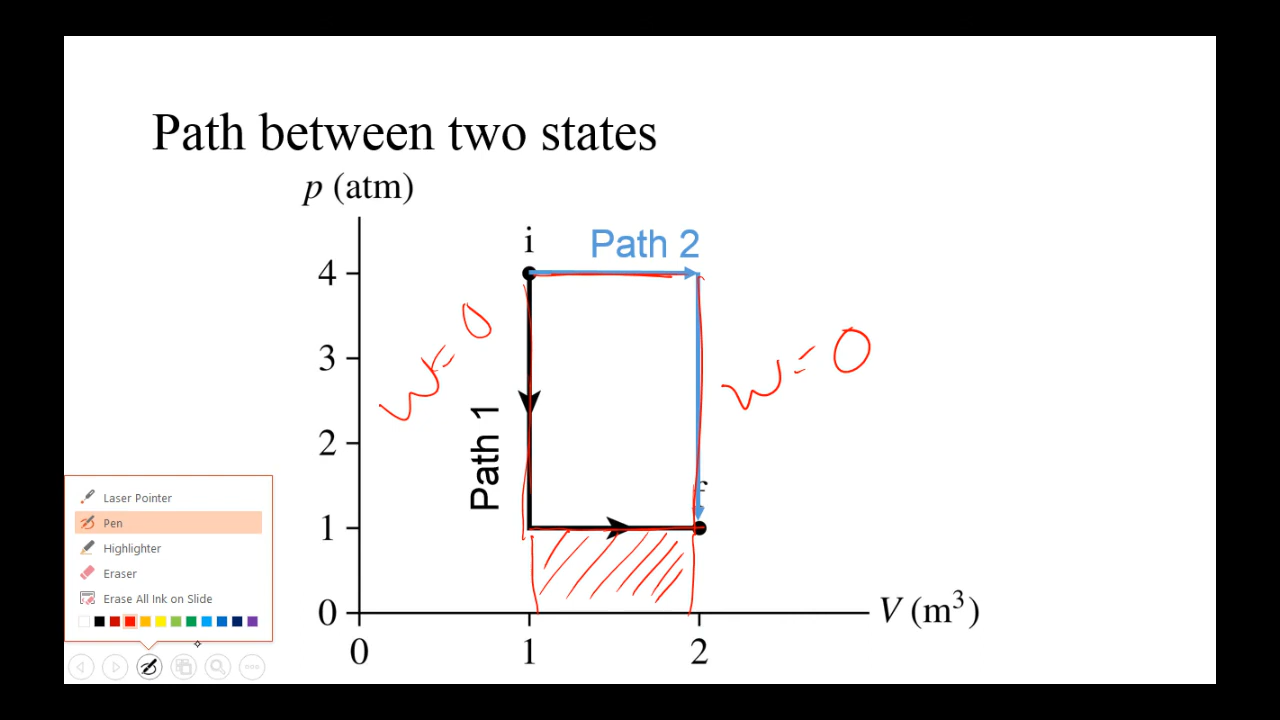 Path between two states
p (atm)
i
Path 2
4
W=0
3
W=0
2
Path 1
f
1
0
V (m³)
0
1
2
Laser Pointer
Pen
Highlighter
Eraser
Erase All Ink on Slide